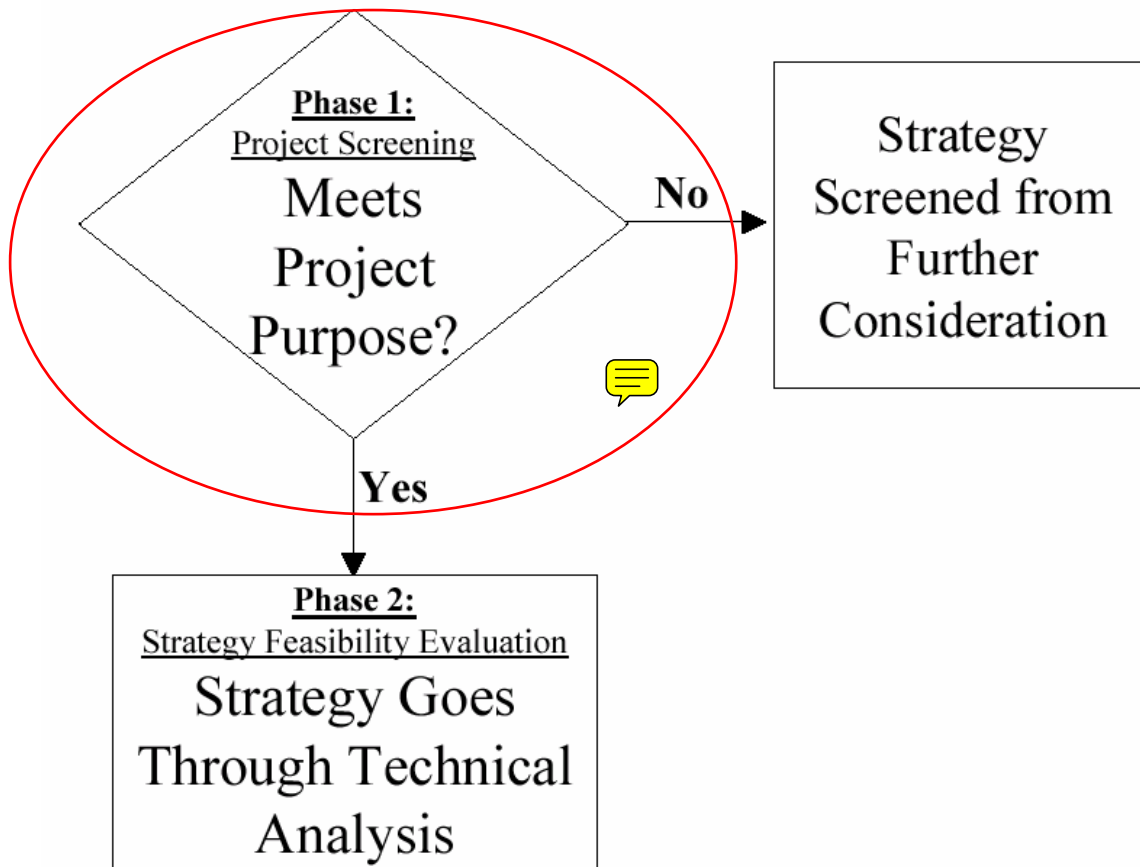 Phase 1:
Project Screening
Meets
Project
Purpose?
No
Strategy
Screened from
Further
Consideration
Yes
Phase 2:
Strategy Feasibility Evaluation
Strategy Goes
Through Technical
Analysis